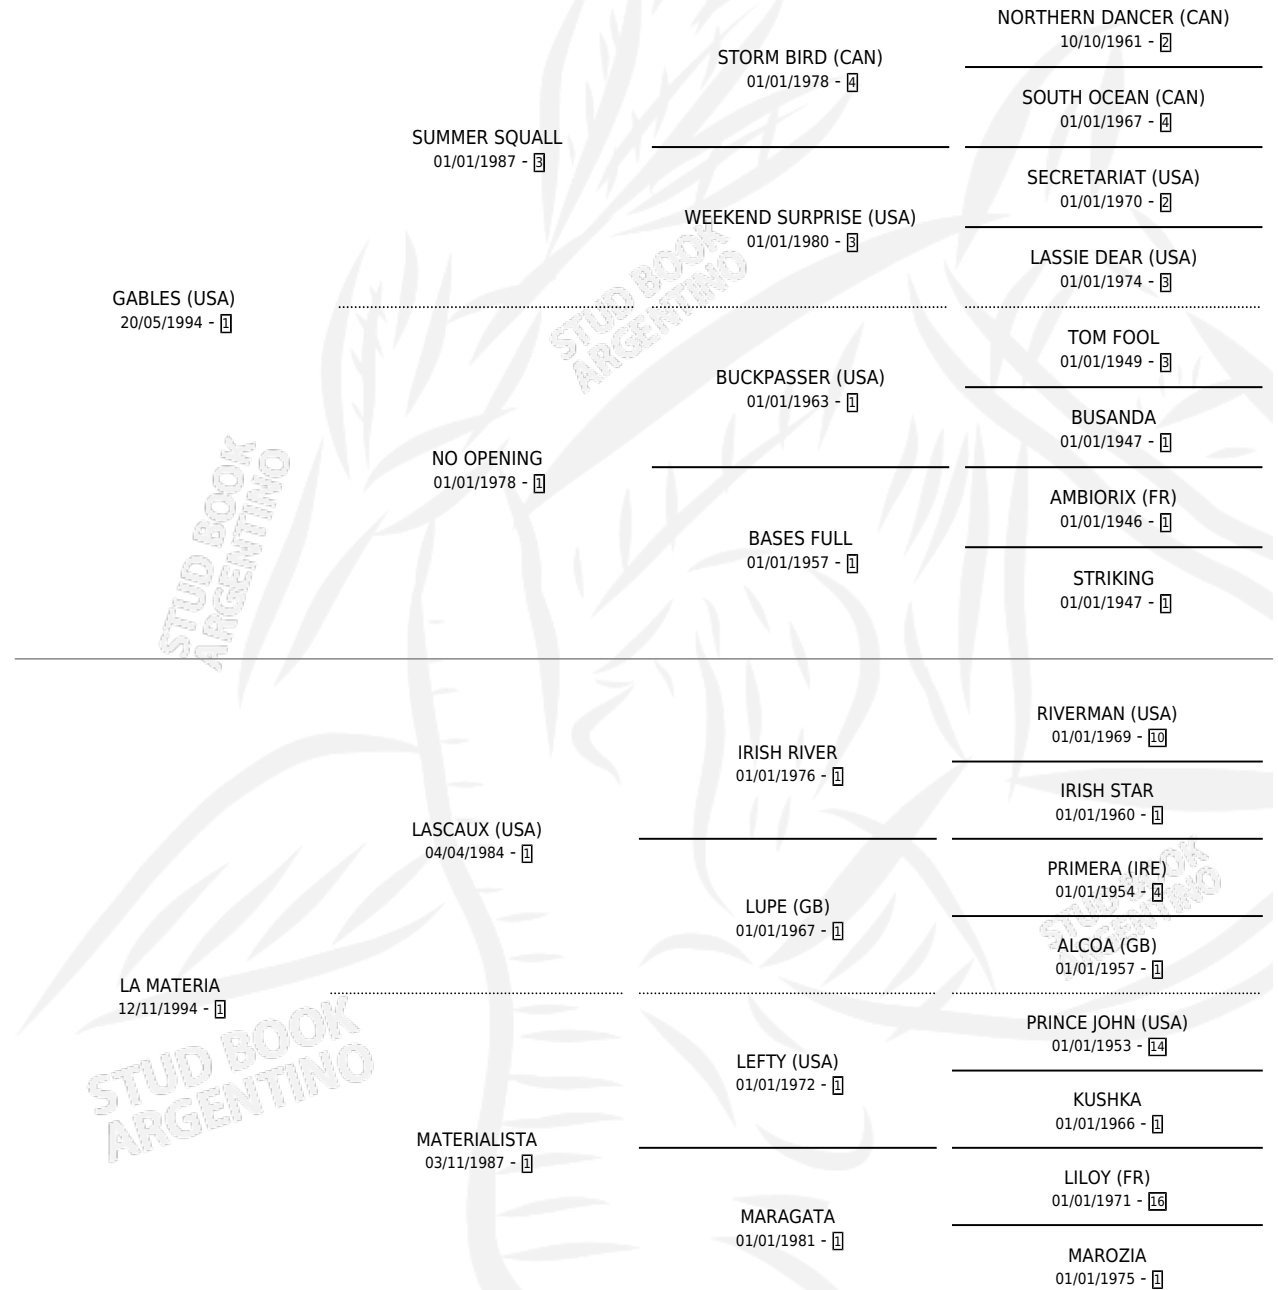 NORTHERN DANCER (CAN)
10/10/1961 - 2
STORM BIRD (CAN)
01/01/1978 - 4
SOUTH OCEAN (CAN)
01/01/1967 - 4
SUMMER SQUALL
01/01/1987 - 3
SECRETARIAT (USA)
01/01/1970 - 2
WEEKEND SURPRISE (USA)
01/01/1980 - 3
LASSIE DEAR (USA)
01/01/1974 - 3
GABLES (USA)
20/05/1994 - 1
STUD BOOK
ARGENTINO
TOM FOOL
01/01/1949 - 3
BUCKPASSER (USA)
01/01/1963 - 1
BUSANDA
01/01/1947 - 1
NO OPENING
01/01/1978 - 1
AMBIORIX (FR)
01/01/1946 - 1
BASES FULL
01/01/1957 - 1
STRIKING
01/01/1947 - 1
STUD BOOK
ARGENTINO
RIVERMAN (USA)
01/01/1969 - 10
IRISH RIVER
01/01/1976 - 1
IRISH STAR
01/01/1960 - 1
LASCAUX (USA)
04/04/1984 - 1
PRIMERA (IRE)
01/01/1954 - 4
LUPE (GB)
01/01/1967 - 1
STUD BOOK
ARGENTINO
ALCOA (GB)
01/01/1957 - 1
LA MATERIA
12/11/1994 - 1
STUD BOOK
ARGENTINO
PRINCE JOHN (USA)
01/01/1953 - 14
LEFTY (USA)
01/01/1972 - 1
KUSHKA
01/01/1966 - 1
MATERIALISTA
03/11/1987 - 1
LILOY (FR)
01/01/1971 - 16
MARAGATA
01/01/1981 - 1
MAROZIA
01/01/1975 - 1